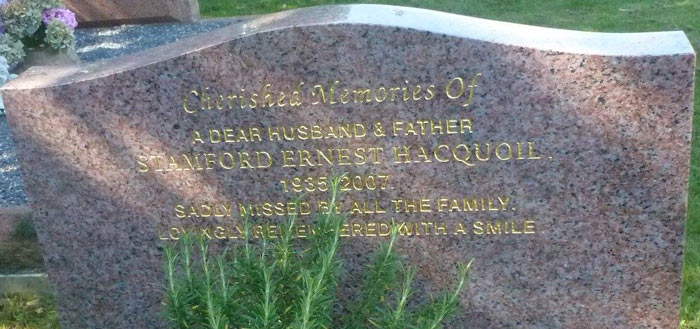 Cherished Memories Of
A DEAR HUSBAND & FATHER
STAMFORD ERNEST HACQUOIL.
1935 2007.
SADLY MISSED BY ALL THE FAMILY.
LOVINGLY REMEMBERED WITH A SMILE